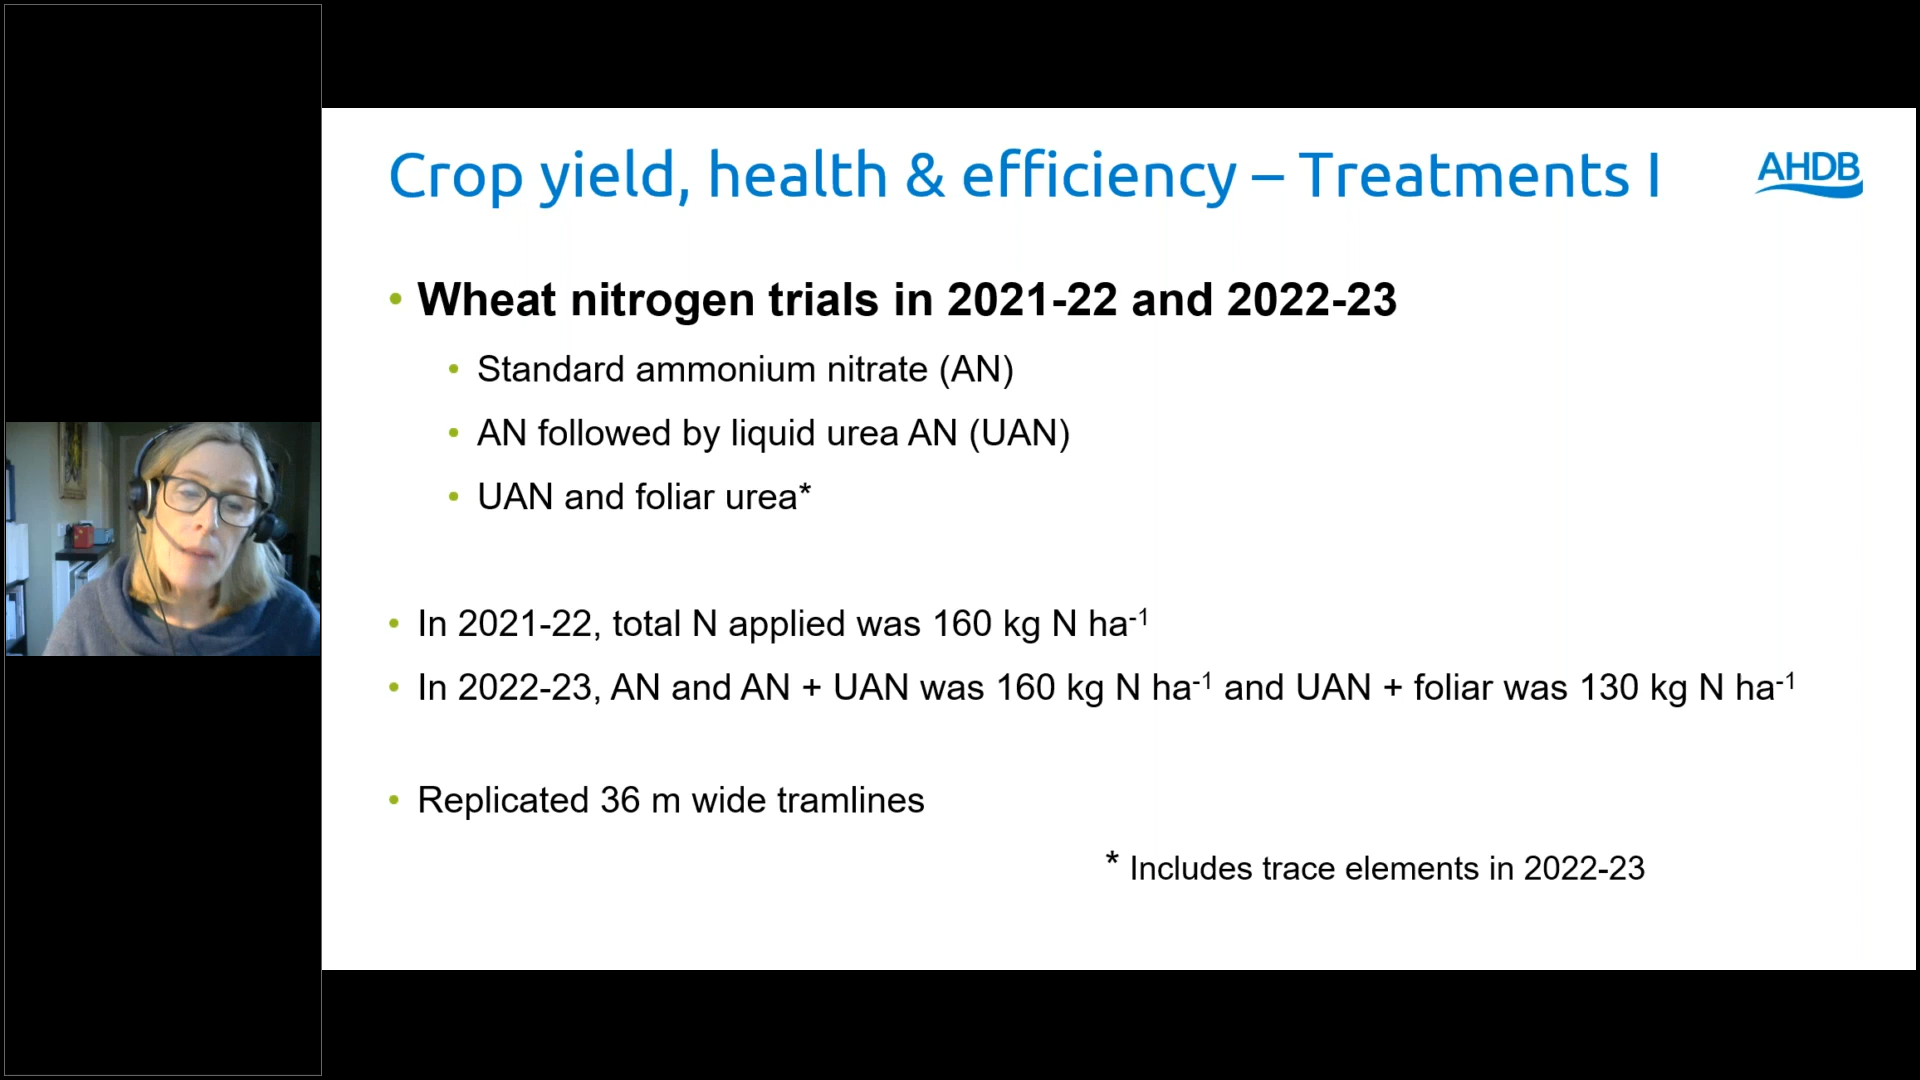 Crop yield, health & efficiency – Treatments I
AHDB
• Wheat nitrogen trials in 2021-22 and 2022-23
• Standard ammonium nitrate (AN)
• AN followed by liquid urea AN (UAN)
• UAN and foliar urea*
• In 2021-22, total N applied was 160 kg N ha⁻¹
• In 2022-23, AN and AN + UAN was 160 kg N ha⁻¹ and UAN + foliar was 130 kg N ha⁻¹
• Replicated 36 m wide tramlines
* Includes trace elements in 2022-23